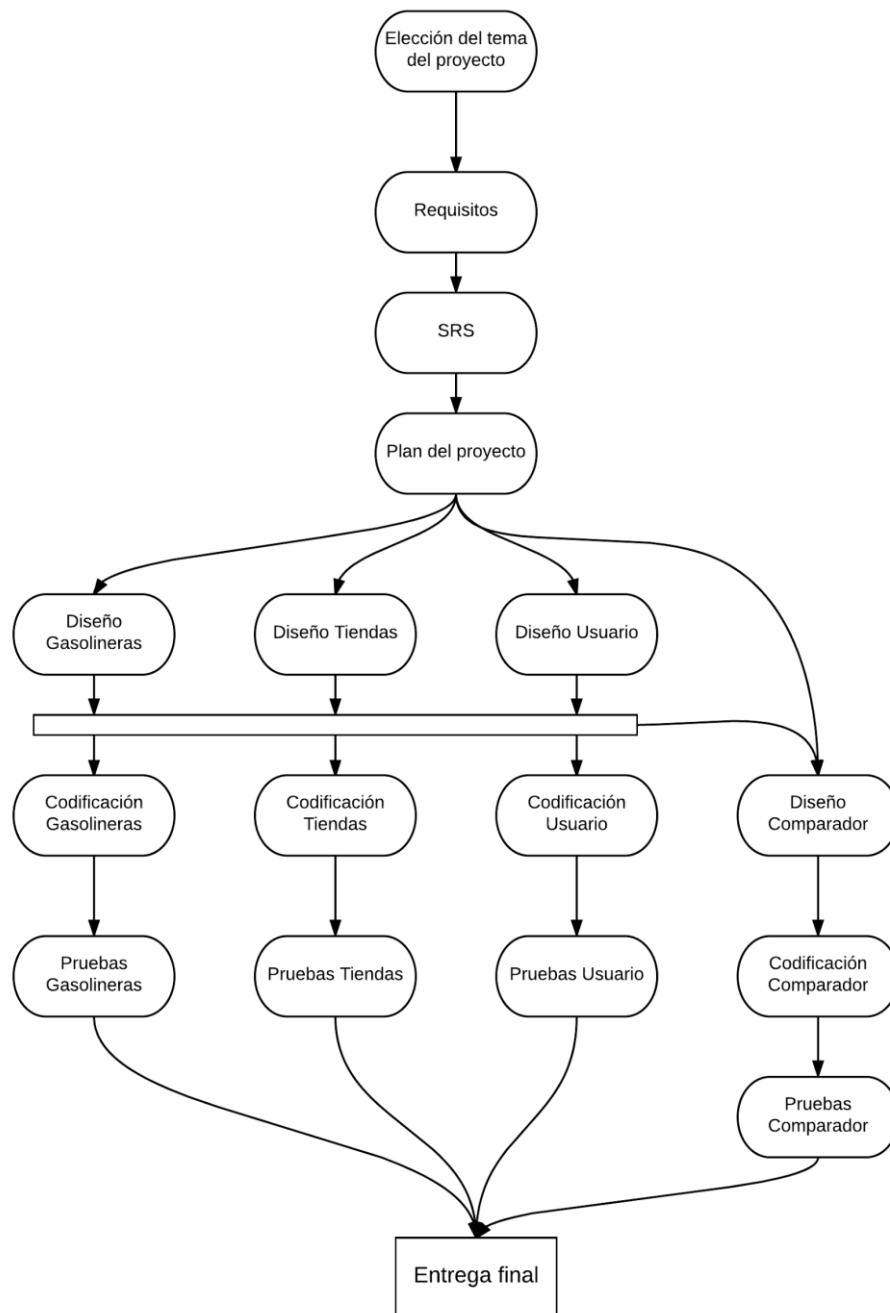 Elección del tema
del proyecto
Requisitos
SRS
Plan del proyecto
Diseño
Gasolineras
Diseño Tiendas
Diseño Usuario
Codificación
Gasolineras
Codificación
Tiendas
Codificación
Usuario
Diseño
Comparador
Pruebas
Gasolineras
Pruebas Tiendas
Pruebas Usuario
Codificación
Comparador
Pruebas
Comparador
Entrega final